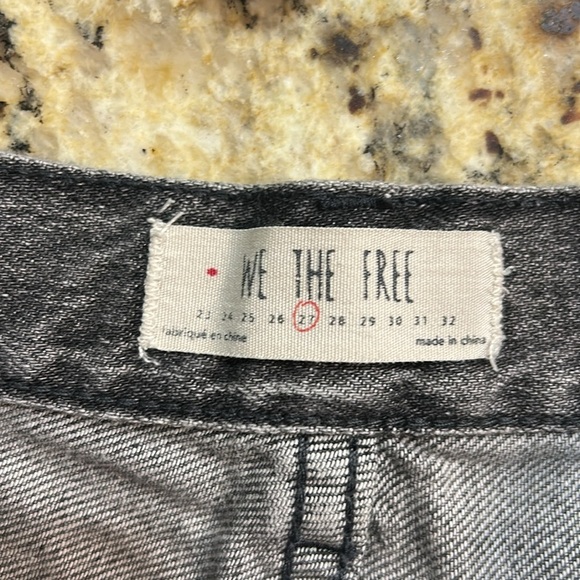 WE THE FREE
23 24 25 26 27 28 29 30 31 32
fabriqué en chine made in china